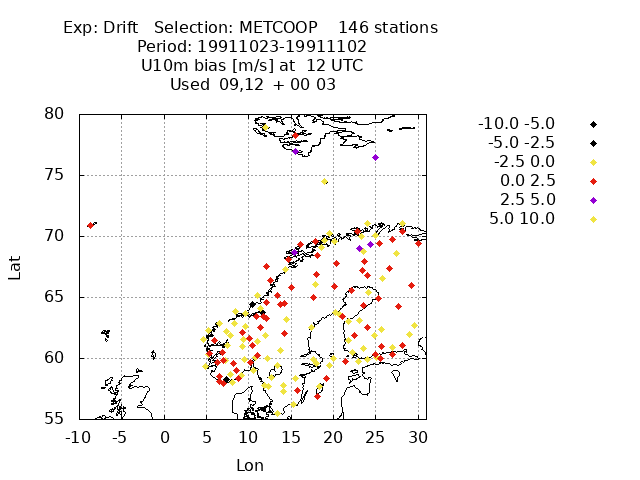 Exp: Drift Selection: METCOOP 146 stations
Period: 19911023-19911102
U10m bias [m/s] at 12 UTC
Used 09,12 + 00 03
-10.0 -5.0
-5.0 -2.5
-2.5 0.0
0.0 2.5
2.5 5.0
5.0 10.0
80
75
70
65
60
55
Lat
-10 -5 0 5 10 15 20 25 30
Lon